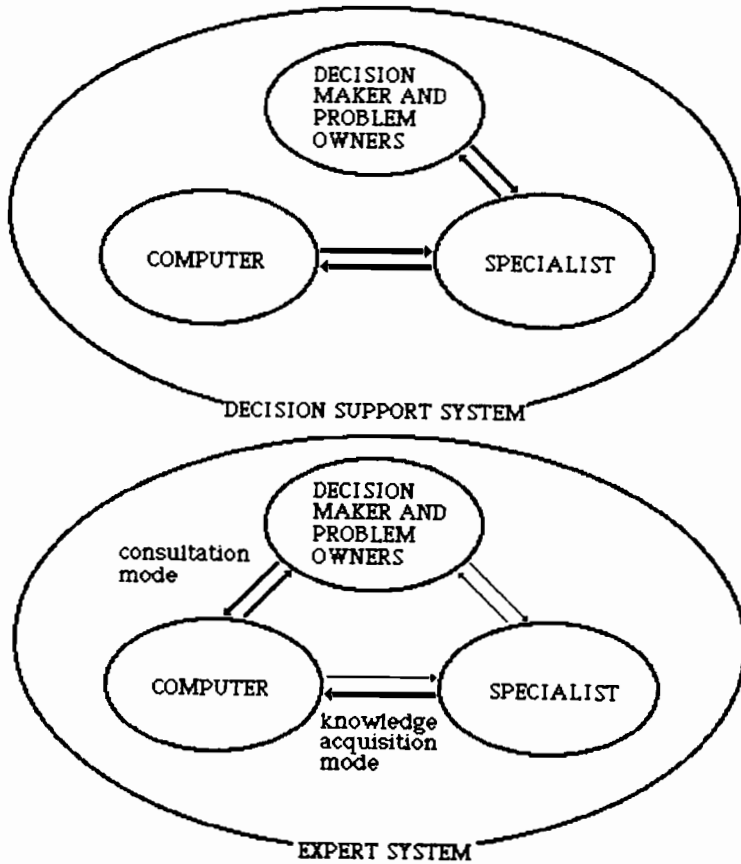 DECISION
MAKER AND
PROBLEM
OWNERS
COMPUTER
SPECIALIST
DECISION SUPPORT SYSTEM
DECISION
MAKER AND
PROBLEM
OWNERS
consultation
mode
COMPUTER
SPECIALIST
knowledge
acquisition
mode
EXPERT SYSTEM